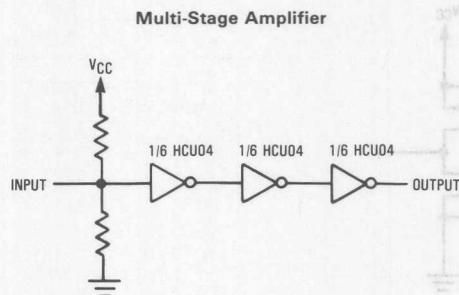 Multi-Stage Amplifier
VCC
1/6 HCU04 1/6 HCU04 1/6 HCU04
INPUT
OUTPUT